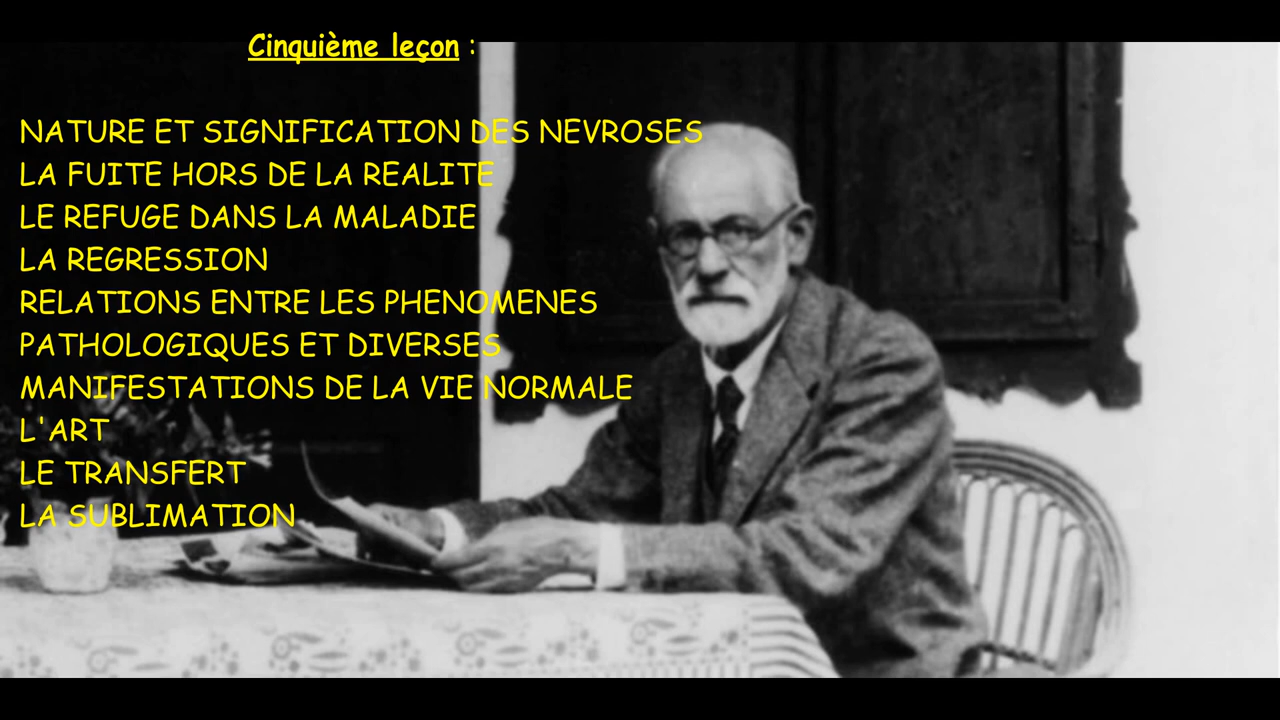 Cinquième leçon :
NATURE ET SIGNIFICATION DES NEVROSES
LA FUITE HORS DE LA REALITE
LE REFUGE DANS LA MALADIE
LA REGRESSION
RELATIONS ENTRE LES PHENOMENES
PATHOLOGIQUES ET DIVERSES
MANIFESTATIONS DE LA VIE NORMALE
L'ART
LE TRANSFERT
LA SUBLIMATION